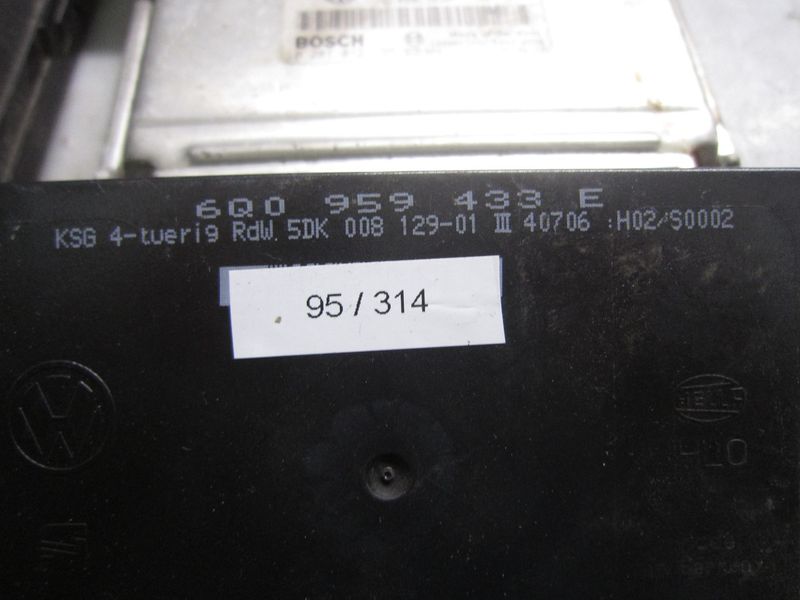 BOSCH
6Q0 959 433 E
KSG 4-tuerig RdW. 5DK 008 129-01 III 40706 :H02/S0002
95 / 314
VW
HELLA